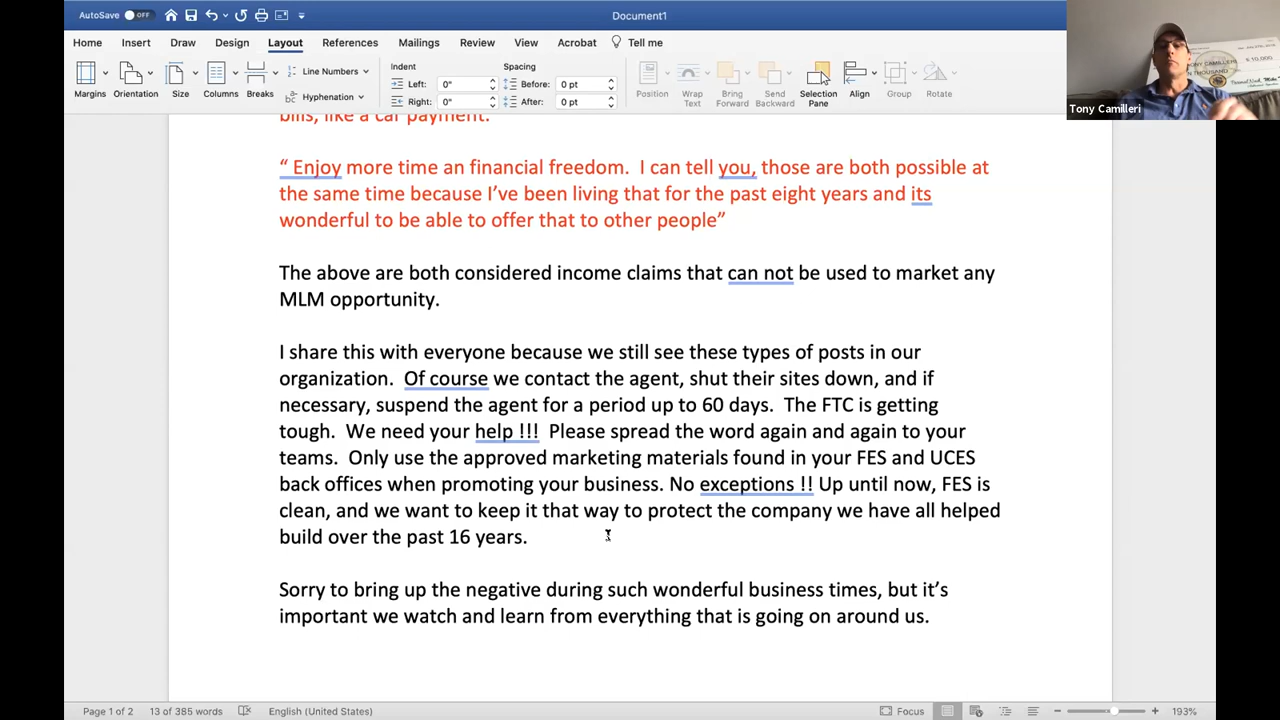 AutoSave OFF
Document1
Home Insert Draw Design Layout References Mailings Review View Acrobat Tell me
Margins Orientation Size Columns Breaks
Line Numbers
Hyphenation
Indent
Left: 0"
Right: 0"
Spacing
Before: 0 pt
After: 0 pt
Position Wrap Text Bring Forward Send Backward Selection Pane Align Group Rotate
TONY CAMILLERI
$ 10,000
Tony Camilleri
bills, like a car payment.
“ Enjoy more time an financial freedom. I can tell you, those are both possible at
the same time because I’ve been living that for the past eight years and its
wonderful to be able to offer that to other people”
The above are both considered income claims that can not be used to market any
MLM opportunity.
I share this with everyone because we still see these types of posts in our
organization. Of course we contact the agent, shut their sites down, and if
necessary, suspend the agent for a period up to 60 days. The FTC is getting
tough. We need your help !!! Please spread the word again and again to your
teams. Only use the approved marketing materials found in your FES and UCES
back offices when promoting your business. No exceptions !! Up until now, FES is
clean, and we want to keep it that way to protect the company we have all helped
build over the past 16 years.
Sorry to bring up the negative during such wonderful business times, but it’s
important we watch and learn from everything that is going on around us.
Page 1 of 2 13 of 385 words English (United States) Focus 193%